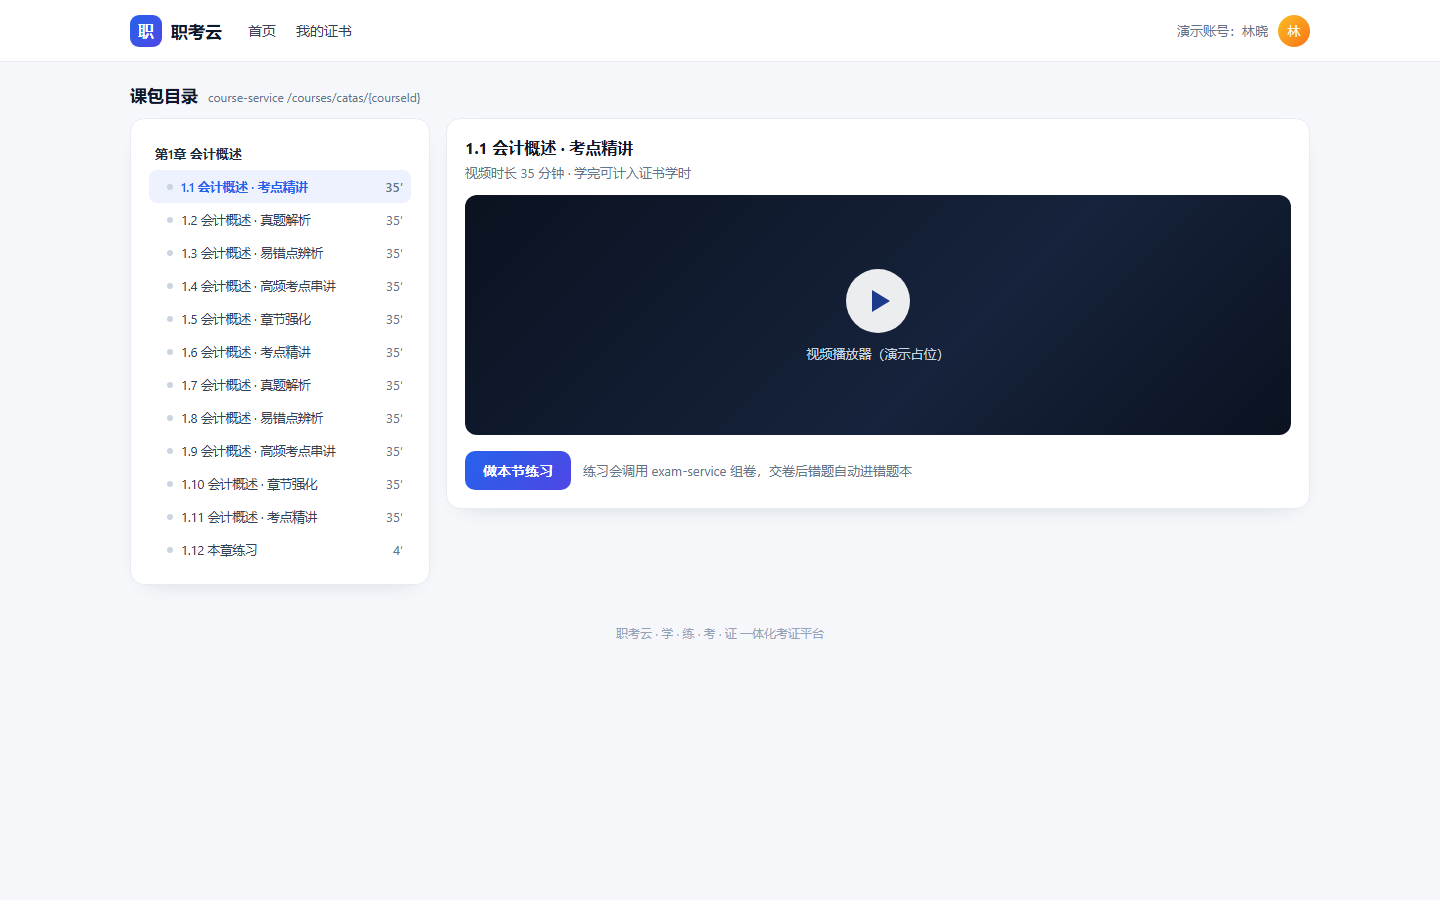 职 职考云 首页 我的证书 演示账号：林晓 林
课包目录 course-service /courses/catas/{courseId}
第1章 会计概述
1.1 会计概述 · 考点精讲 35'
1.2 会计概述 · 真题解析 35'
1.3 会计概述 · 易错点辨析 35'
1.4 会计概述 · 高频考点串讲 35'
1.5 会计概述 · 章节强化 35'
1.6 会计概述 · 考点精讲 35'
1.7 会计概述 · 真题解析 35'
1.8 会计概述 · 易错点辨析 35'
1.9 会计概述 · 高频考点串讲 35'
1.10 会计概述 · 章节强化 35'
1.11 会计概述 · 考点精讲 35'
1.12 本章练习 4'
1.1 会计概述 · 考点精讲
视频时长 35 分钟 · 学完可计入证书学时
视频播放器（演示占位）
做本节练习 练习会调用 exam-service 组卷，交卷后错题自动进错题本
职考云 · 学 · 练 · 考 · 证 一体化考证平台